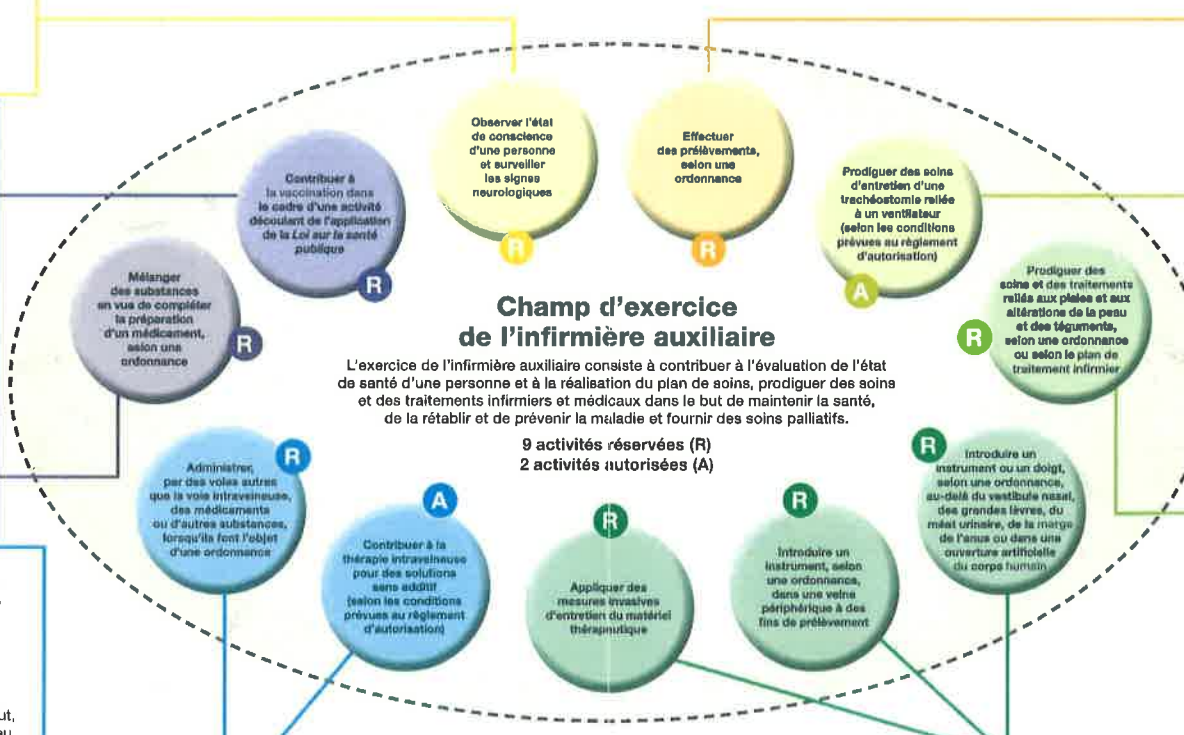 Observer l'état
de conscience
d'une personne
et surveiller
les signes
neurologiques
R
Effectuer
des prélèvements,
selon une
ordonnance
R
Contribuer à
la vaccination dans
le cadre d'une activité
découlant de l'application
de la Loi sur la santé
publique
R
Prodiguer des soins
d'entretien d'une
trachéostomie reliée
à un ventilateur
(selon les conditions
prévues au règlement
d'autorisation)
A
Mélanger
des substances
en vue de compléter
la préparation
d'un médicament,
selon une
ordonnance
R
Prodiguer des
soins et des traitements
reliés aux plaies et aux
altérations de la peau
et des téguments,
selon une ordonnance
ou selon le plan de
traitement infirmier
R
Champ d'exercice
de l'infirmière auxiliaire
L'exercice de l'infirmière auxiliaire consiste à contribuer à l'évaluation de l'état
de santé d'une personne et à la réalisation du plan de soins, prodiguer des soins
et des traitements infirmiers et médicaux dans le but de maintenir la santé,
de la rétablir et de prévenir la maladie et fournir des soins palliatifs.
9 activités réservées (R)
2 activités autorisées (A)
Administrer,
par des voies autres
que la voie intraveineuse,
des médicaments
ou d'autres substances,
lorsqu'ils font l'objet
d'une ordonnance
R
Contribuer à la
thérapie intraveineuse
pour des solutions
sans additif
(selon les conditions
prévues au règlement
d'autorisation)
A
Appliquer des
mesures invasives
d'entretien du matériel
thérapeutique
R
Introduire un
instrument, selon
une ordonnance,
dans une veine
périphérique à des
fins de prélèvement
R
Introduire un
instrument ou un doigt,
selon une ordonnance,
au-delà du vestibule nasal,
des grandes lèvres, du
méat urinaire, de la marge
de l'anus ou dans une
ouverture artificielle
du corps humain
R